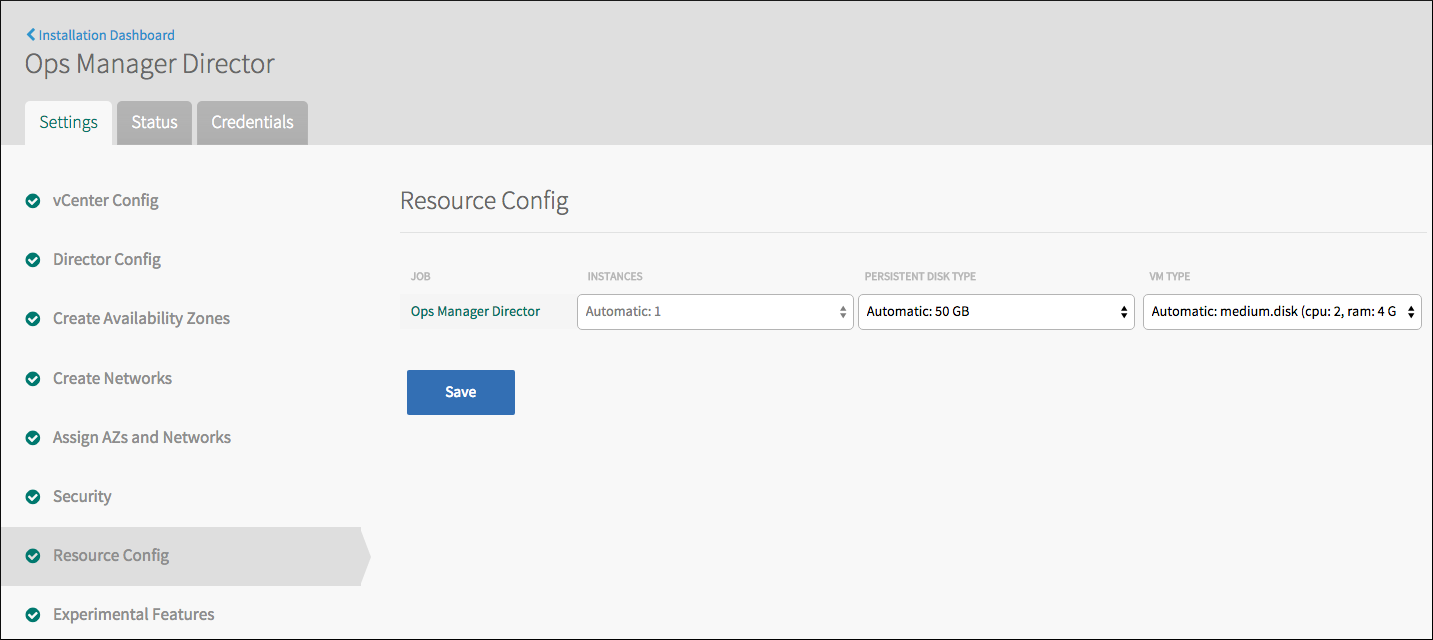 Installation Dashboard
Ops Manager Director
Settings Status Credentials
vCenter Config
Director Config
Create Availability Zones
Create Networks
Assign AZs and Networks
Security
Resource Config
Experimental Features
Resource Config
JOB INSTANCES PERSISTENT DISK TYPE VM TYPE
Ops Manager Director Automatic: 1 Automatic: 50 GB Automatic: medium.disk (cpu: 2, ram: 4 G
Save